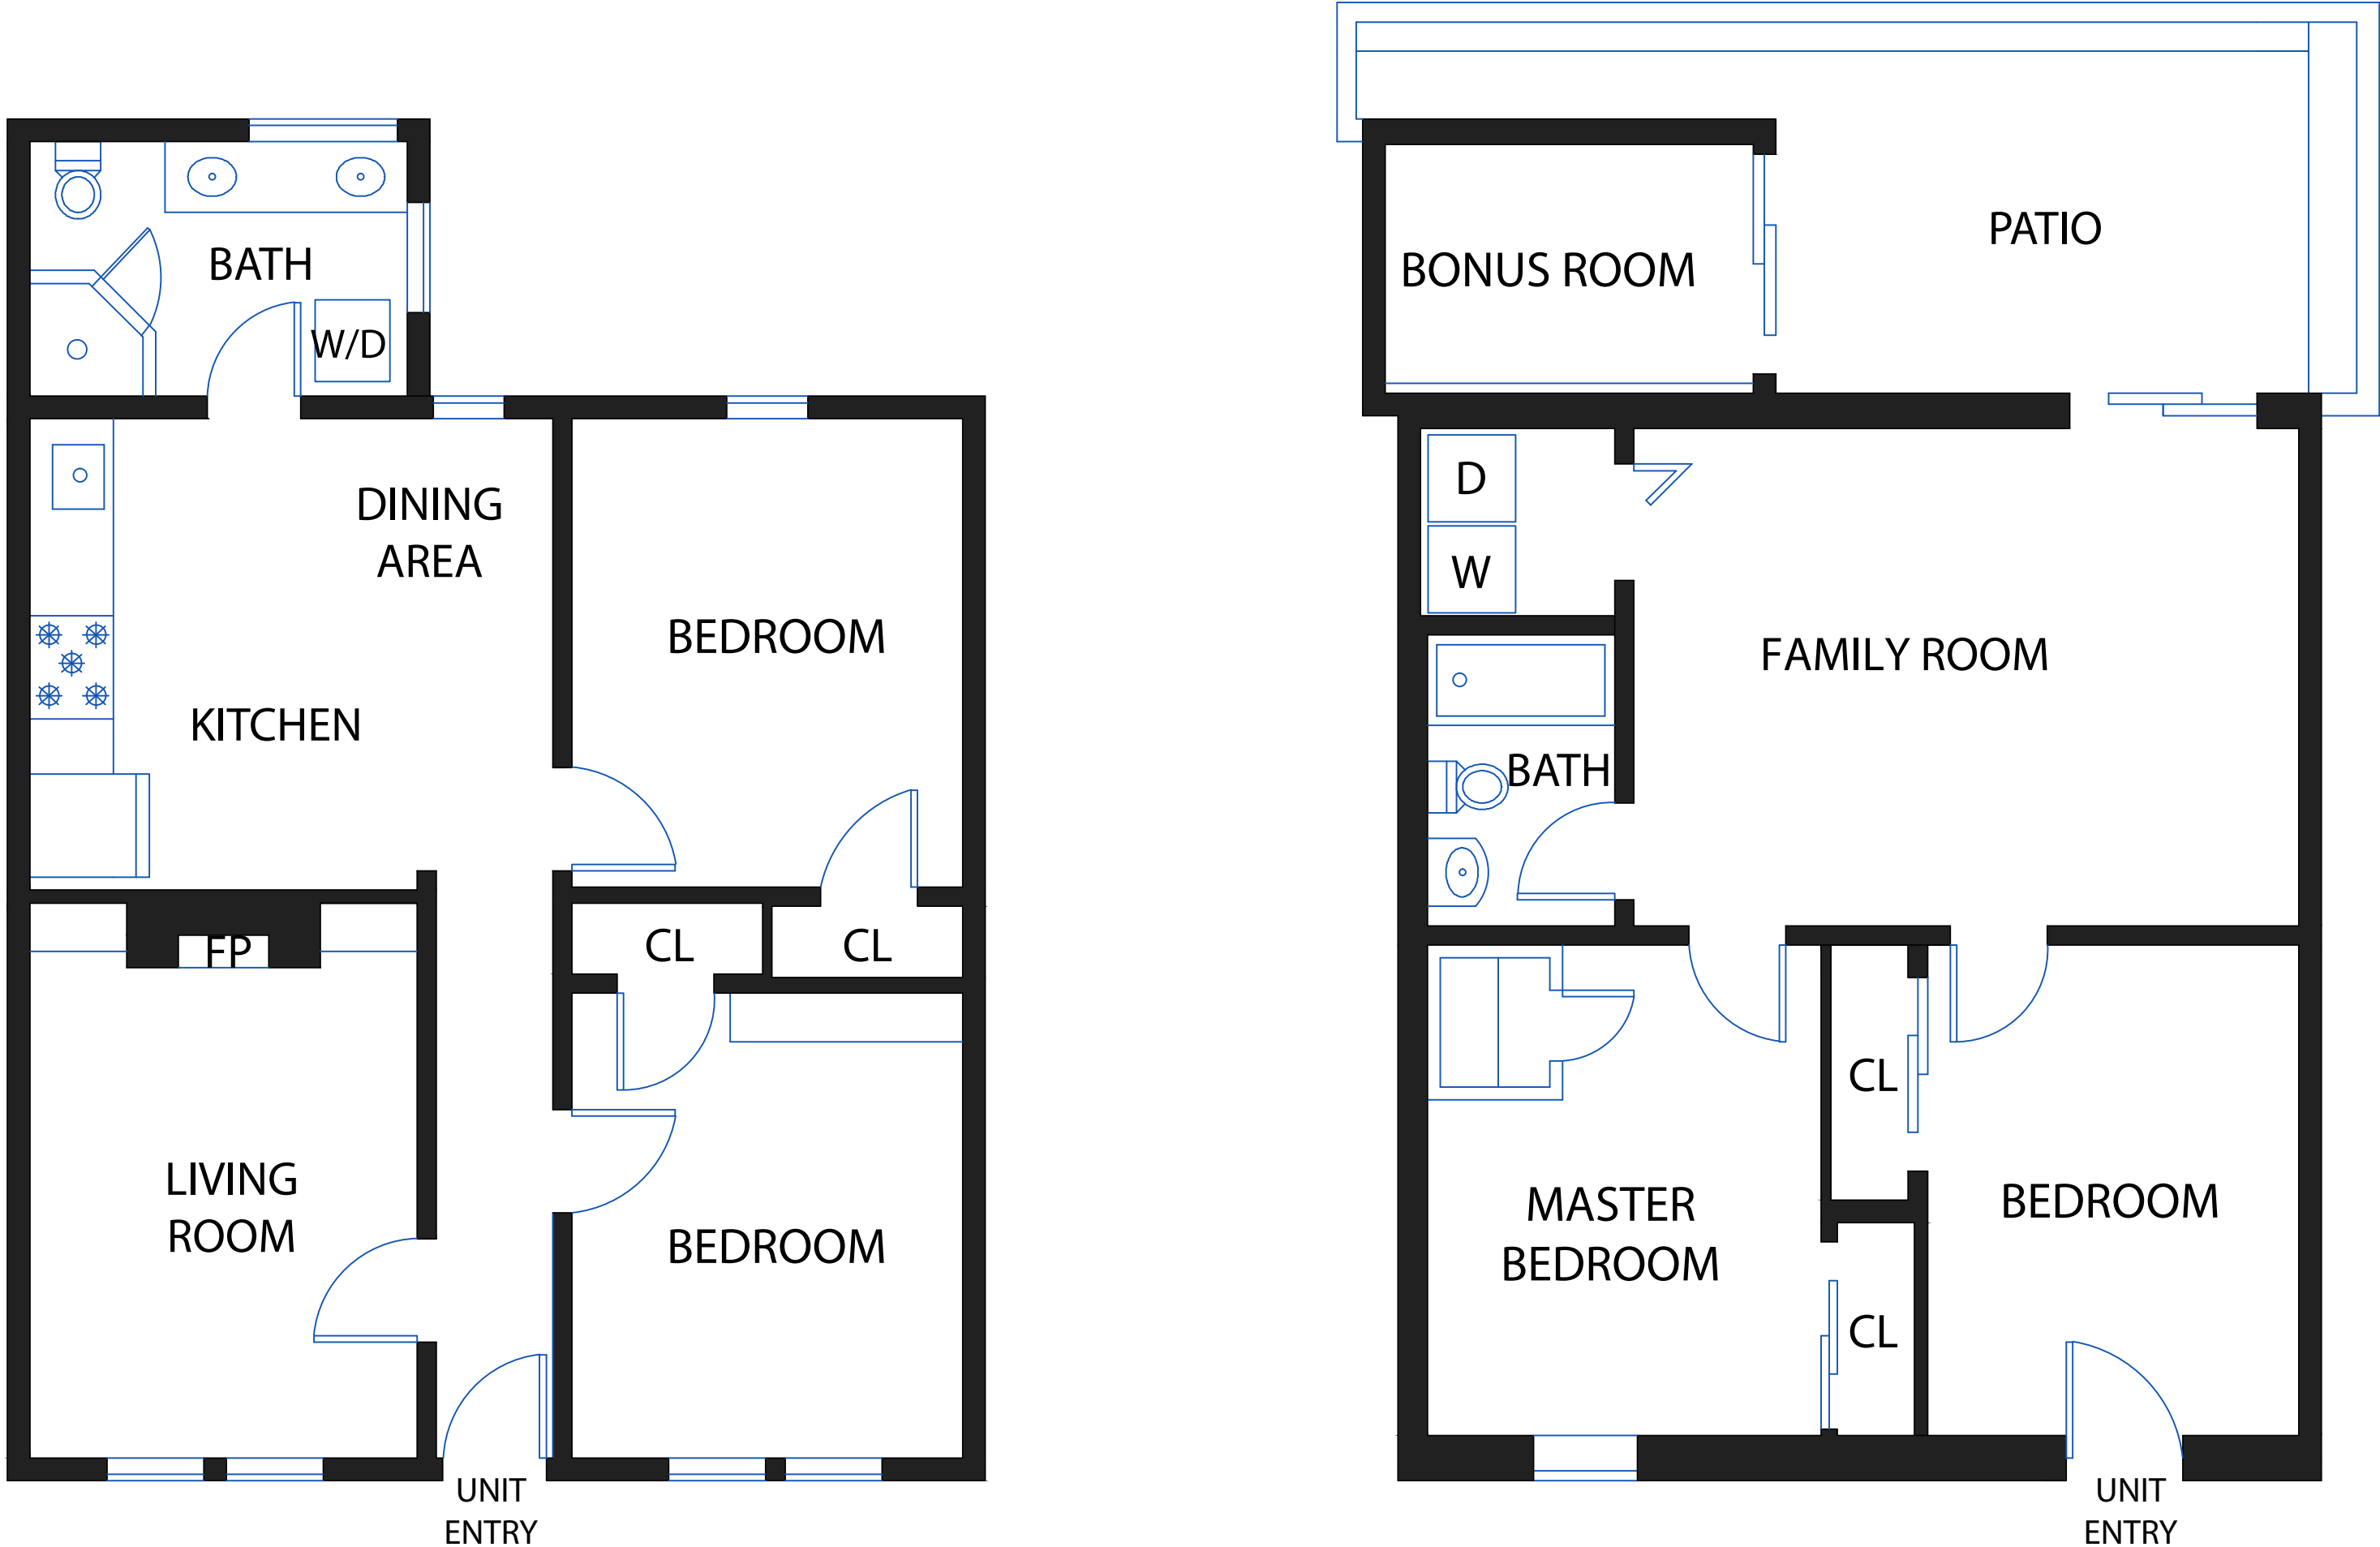 BATH
W/D
DINING
AREA
BEDROOM
KITCHEN
CL
CL
FP
LIVING
ROOM
BEDROOM
UNIT
ENTRY
PATIO
BONUS ROOM
D
W
FAMILY ROOM
BATH
CL
MASTER
BEDROOM
BEDROOM
CL
UNIT
ENTRY